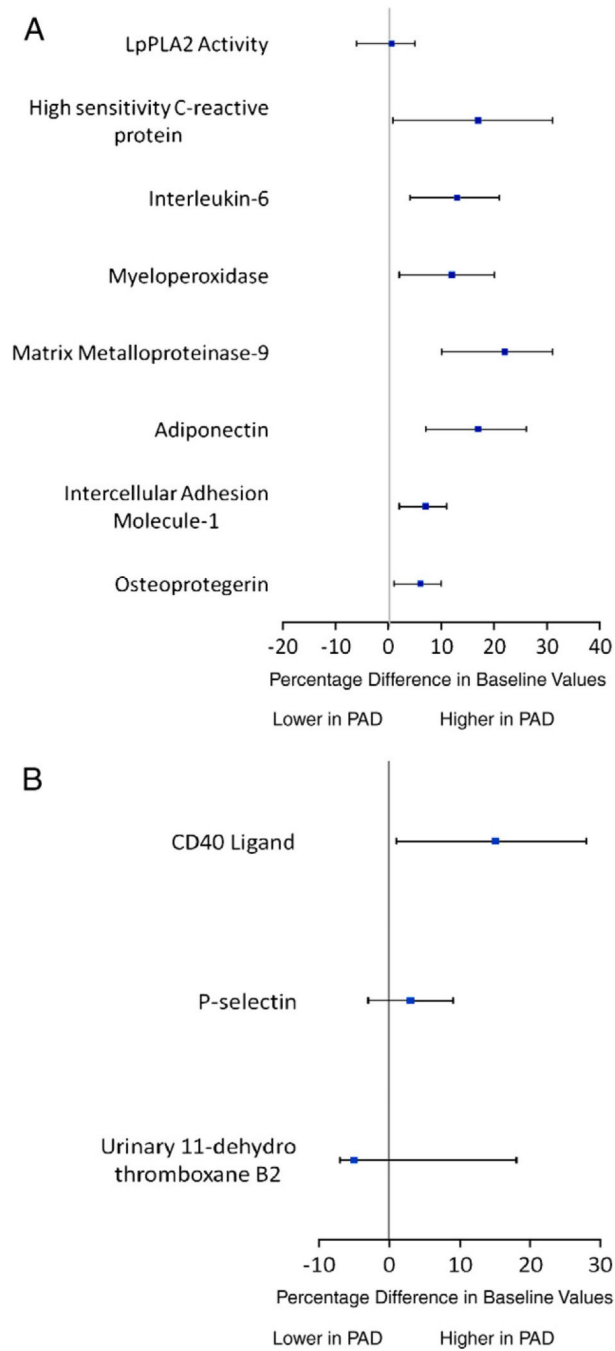 A
LpPLA2 Activity
High sensitivity C-reactive
protein
Interleukin-6
Myeloperoxidase
Matrix Metalloproteinase-9
Adiponectin
Intercellular Adhesion
Molecule-1
Osteoprotegerin
-20 -10 0 10 20 30 40
Percentage Difference in Baseline Values
Lower in PAD Higher in PAD
B
CD40 Ligand
P-selectin
Urinary 11-dehydro
thromboxane B2
-10 0 10 20 30
Percentage Difference in Baseline Values
Lower in PAD Higher in PAD